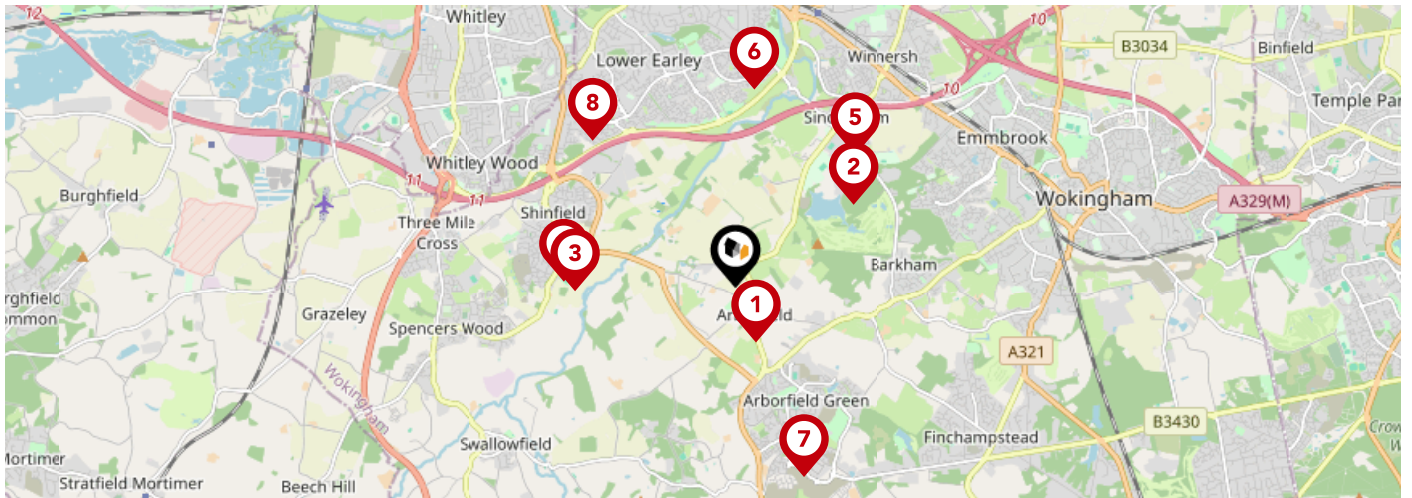 12
Whitley
10
B3034
Binfield
6
Lower Earley
Winnersh
10
8
Temple Par
5
Emmbrook
Whitley Wood
2
11
11
Burghfield
Wokingham
A329(M)
Three Mile
Cross
Shinfield
3
Barkham
1
Grazeley
Spencers Wood
A321
Wokingham
Arborfield Green
B3430
7
Finchampstead
Swallowfield
Mortimer
Stratfield Mortimer
Beech Hill